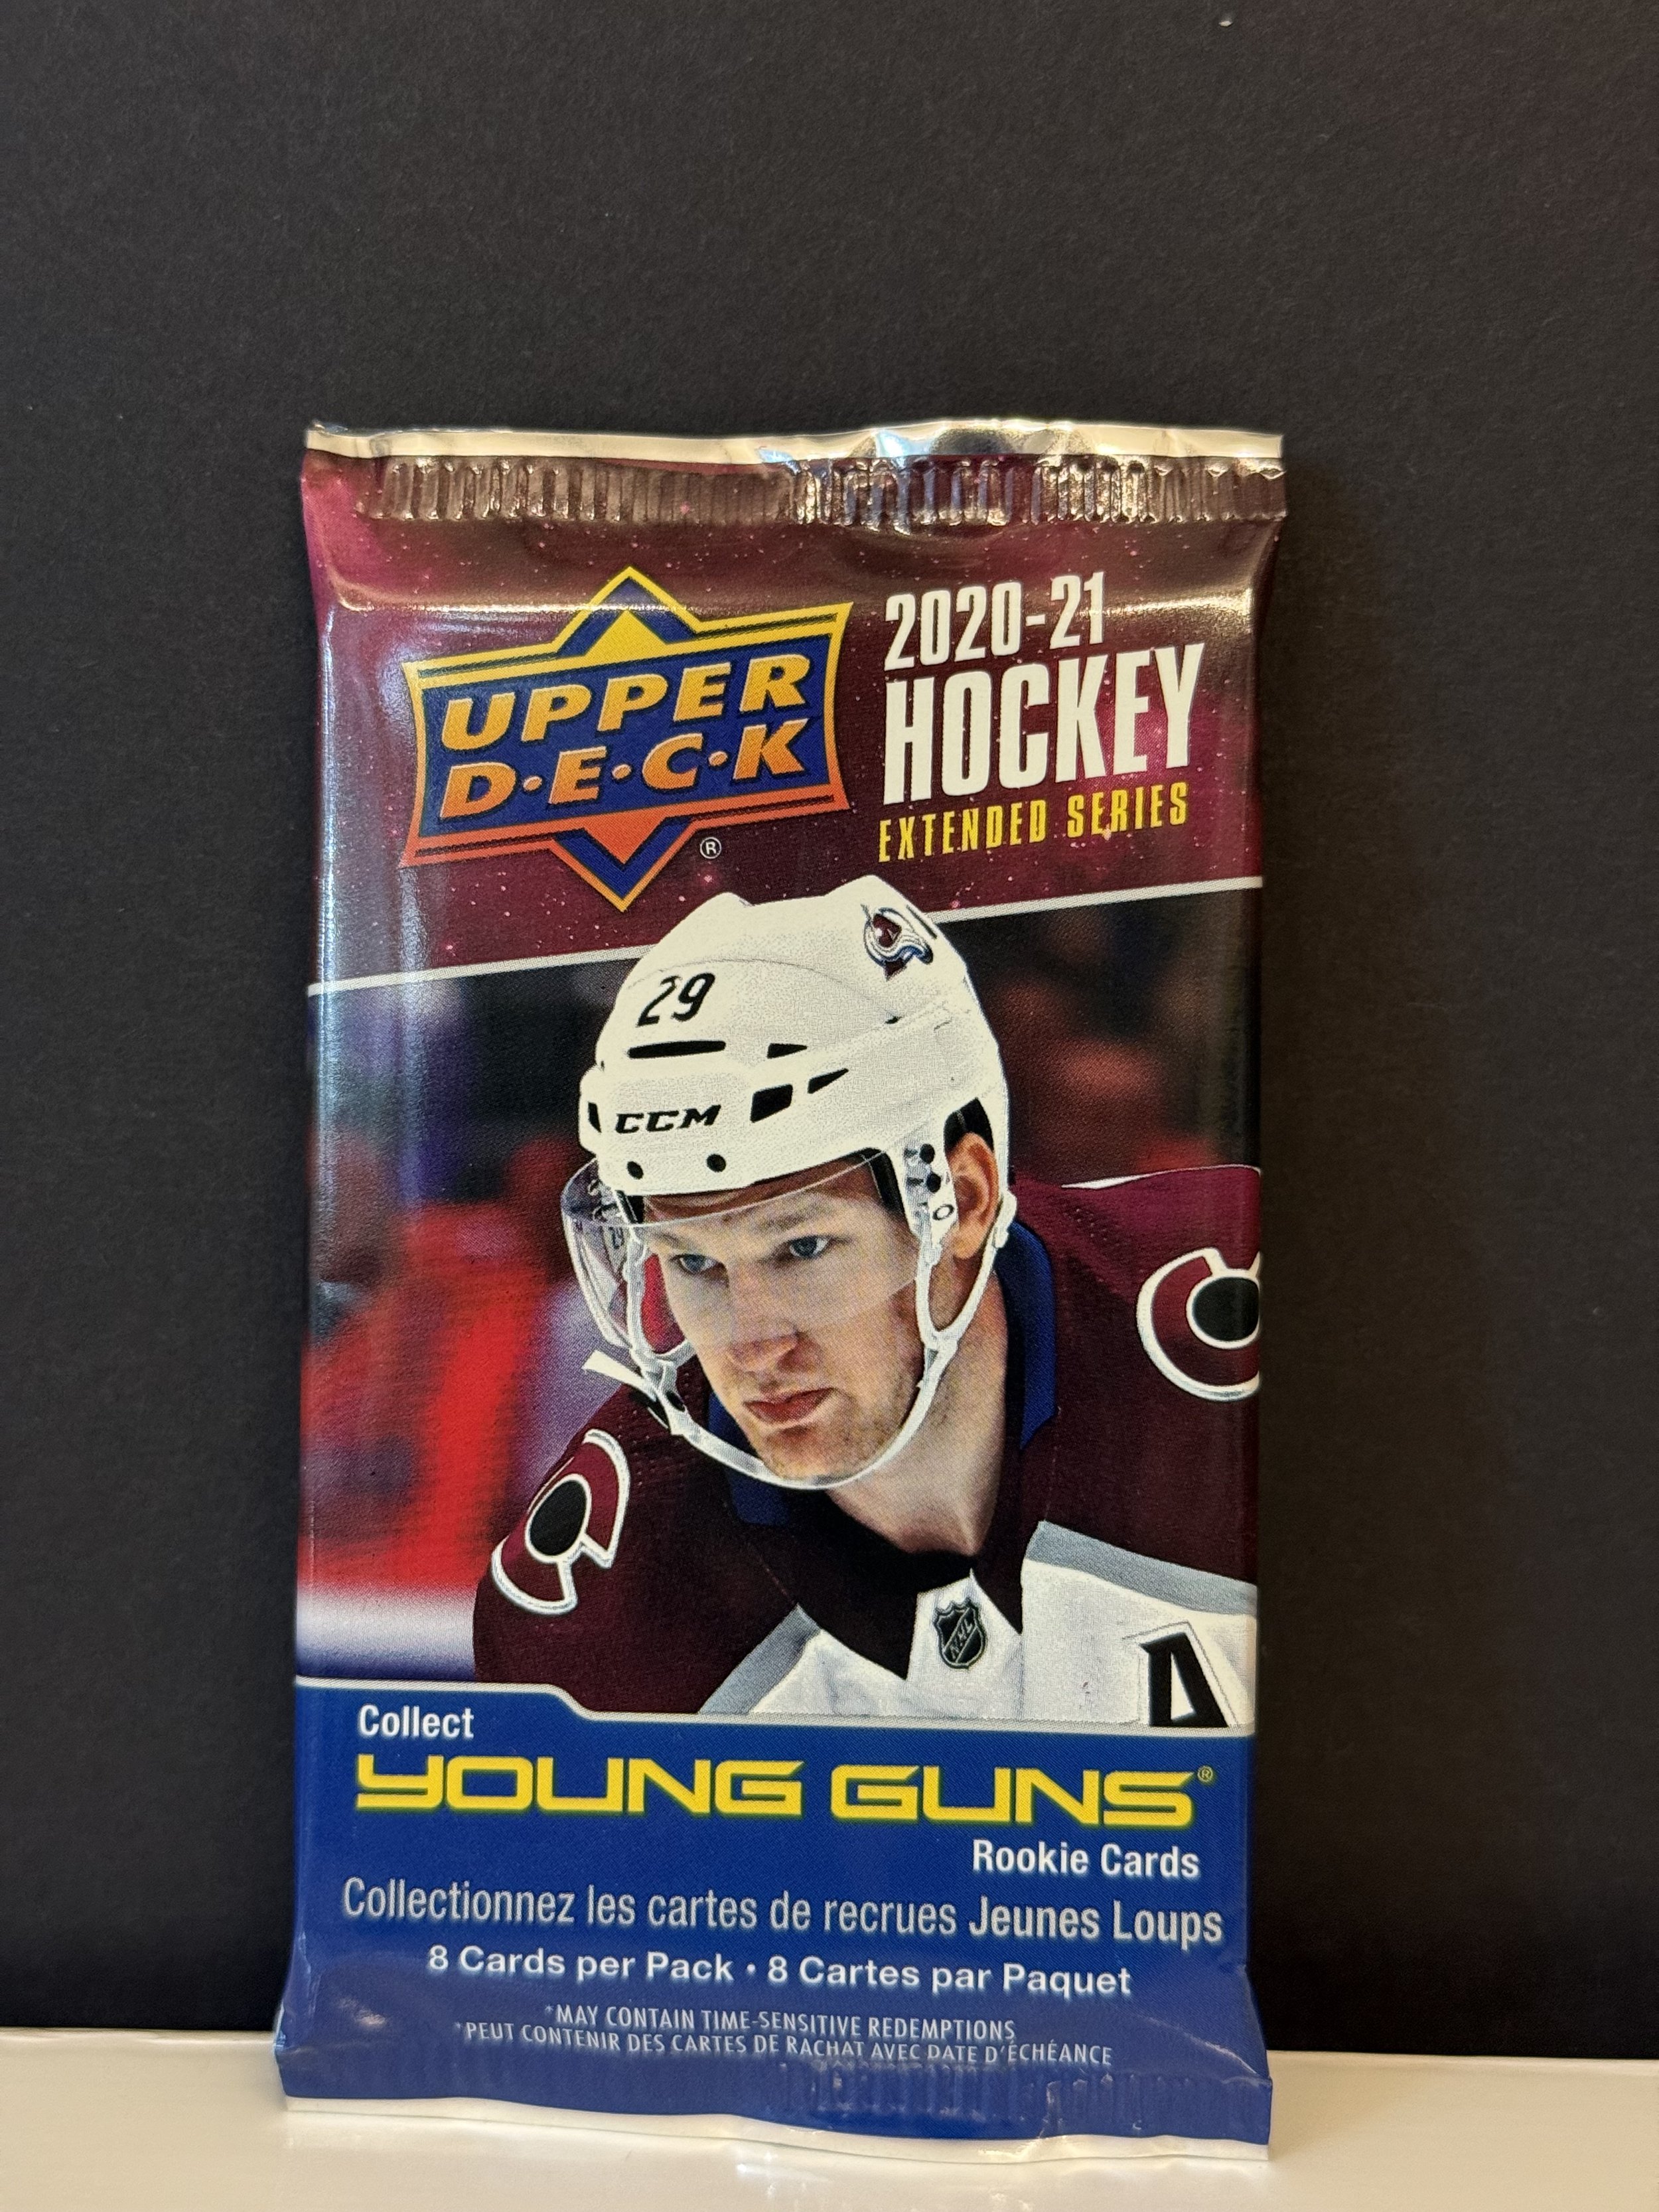 UPPER
D·E·C·K
®
2020-21
HOCKEY
EXTENDED SERIES
29
CCM
NHL
A
Collect
YOUNG GUNS®
Rookie Cards
Collectionnez les cartes de recrues Jeunes Loups
8 Cards per Pack • 8 Cartes par Paquet
*MAY CONTAIN TIME-SENSITIVE REDEMPTIONS
*PEUT CONTENIR DES CARTES DE RACHAT AVEC DATE D'ÉCHÉANCE